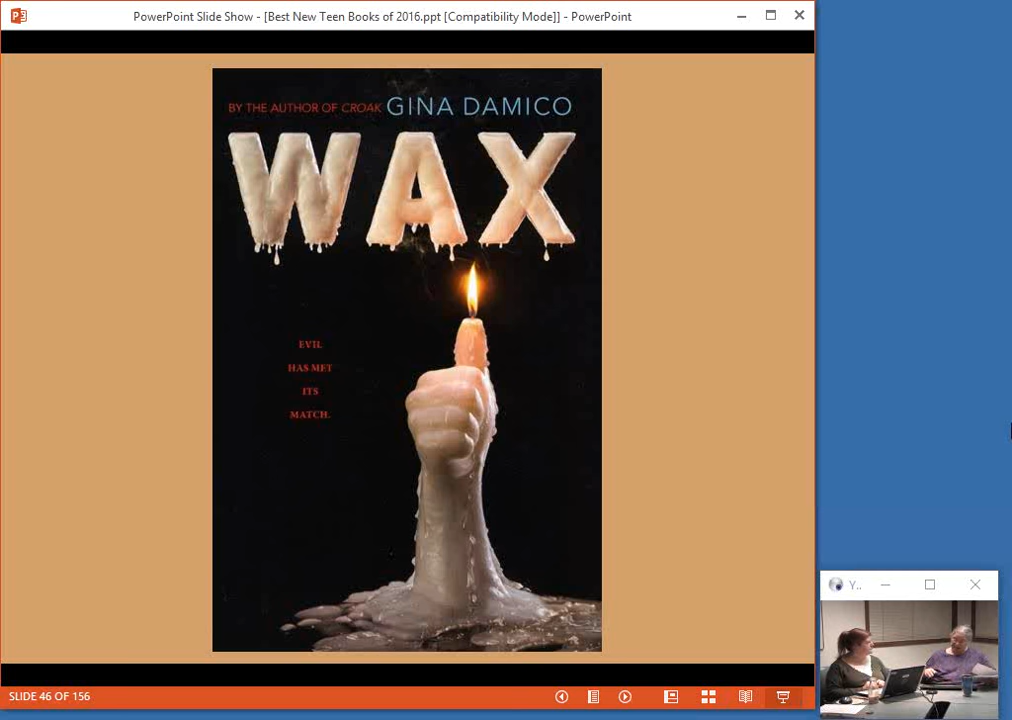 PowerPoint Slide Show - [Best New Teen Books of 2016.ppt [Compatibility Mode]] - PowerPoint
BY THE AUTHOR OF CROAK GINA DAMICO
WAX
EVIL
HAS MET
ITS
MATCH.
Y..
SLIDE 46 OF 156